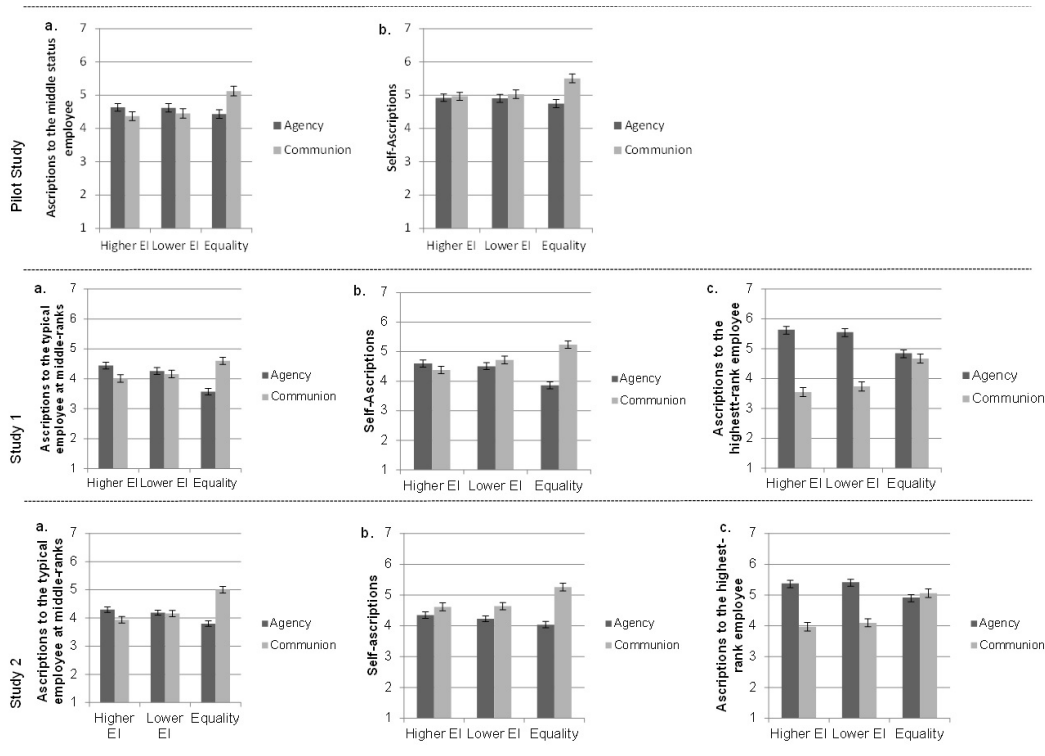 Pilot Study
a.
Ascriptions to the middle status
employee
7
6
5
4
3
2
1
Higher EI Lower EI Equality
Agency
Communion
b.
Self-Ascriptions
7
6
5
4
3
2
1
Higher EI Lower EI Equality
Agency
Communion
Study 1
a.
Ascriptions to the typical
employee at middle-ranks
7
6
5
4
3
2
1
Higher EI Lower EI Equality
Agency
Communion
b.
Self-Ascriptions
7
6
5
4
3
2
1
Higher EI Lower EI Equality
Agency
Communion
c.
Ascriptions to the
highest-rank employee
7
6
5
4
3
2
1
Higher EI Lower EI Equality
Agency
Communion
Study 2
a.
Ascriptions to the typical
employee at middle-ranks
7
6
5
4
3
2
1
Higher Lower Equality
EI EI
Agency
Communion
b.
Self-ascriptions
7
6
5
4
3
2
1
Higher EI Lower EI Equality
Agency
Communion
c.
Ascriptions to the highest-
rank employee
7
6
5
4
3
2
1
Higher EI Lower EI Equality
Agency
Communion